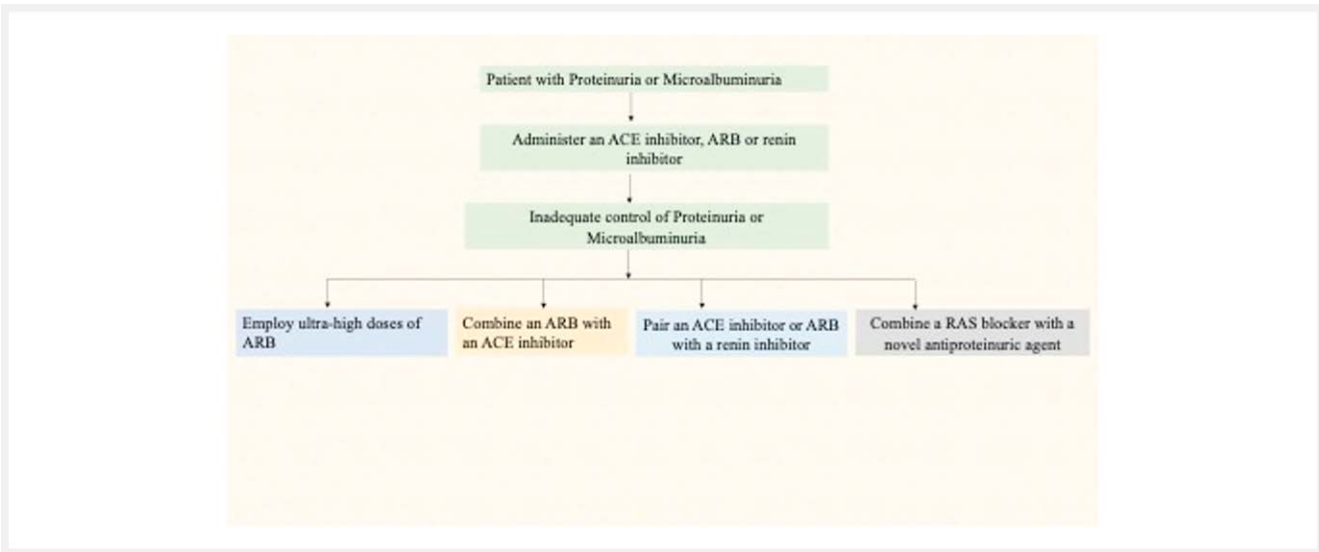 Patient with Proteinuria or Microalbuminuria
Administer an ACE inhibitor, ARB or renin
inhibitor
Inadequate control of Proteinuria or
Microalbuminuria
Employ ultra-high doses of
ARB
Combine an ARB with
an ACE inhibitor
Pair an ACE inhibitor or ARB
with a renin inhibitor
Combine a RAS blocker with a
novel antiproteinuric agent